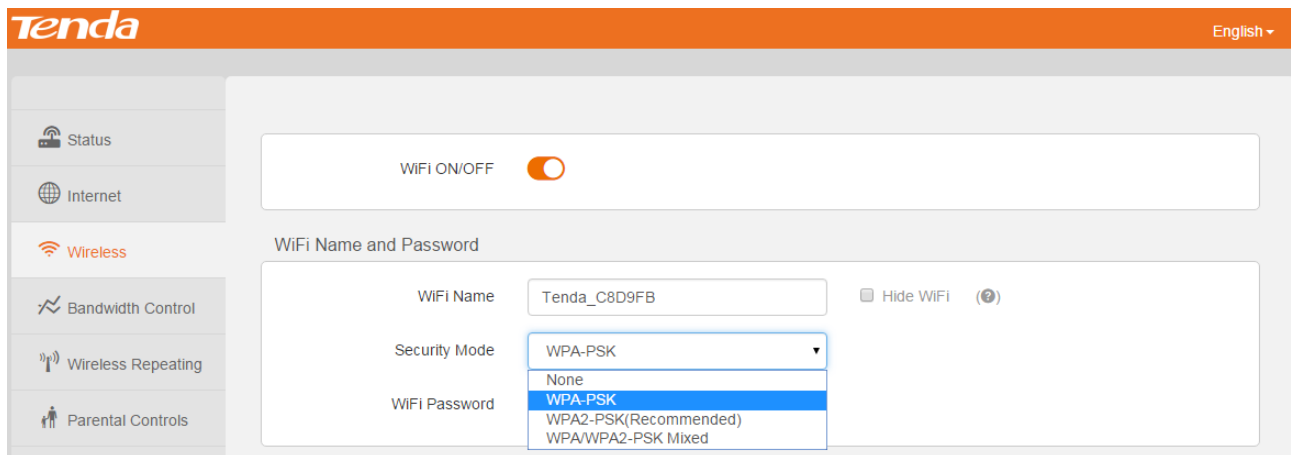 Tenda
English
Status
Internet
Wireless
Bandwidth Control
Wireless Repeating
Parental Controls
WiFi ON/OFF
WiFi Name and Password
WiFi Name Tenda_C8D9FB Hide WiFi (?)
Security Mode WPA-PSK
None
WPA-PSK
WPA2-PSK(Recommended)
WPA/WPA2-PSK Mixed
WiFi Password